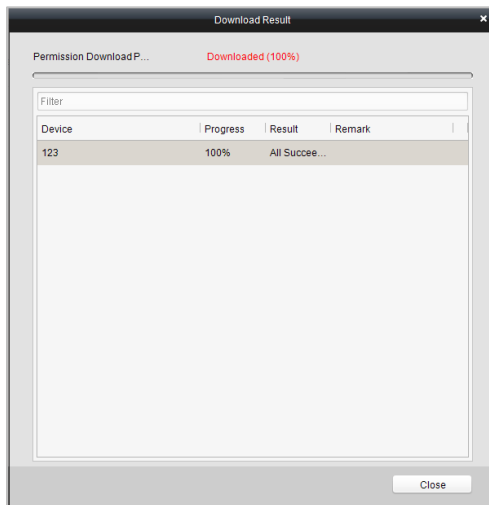 Download Result ×
Permission Download P... Downloaded (100%)
Filter
Device Progress Result Remark
123 100% All Succee...
Close